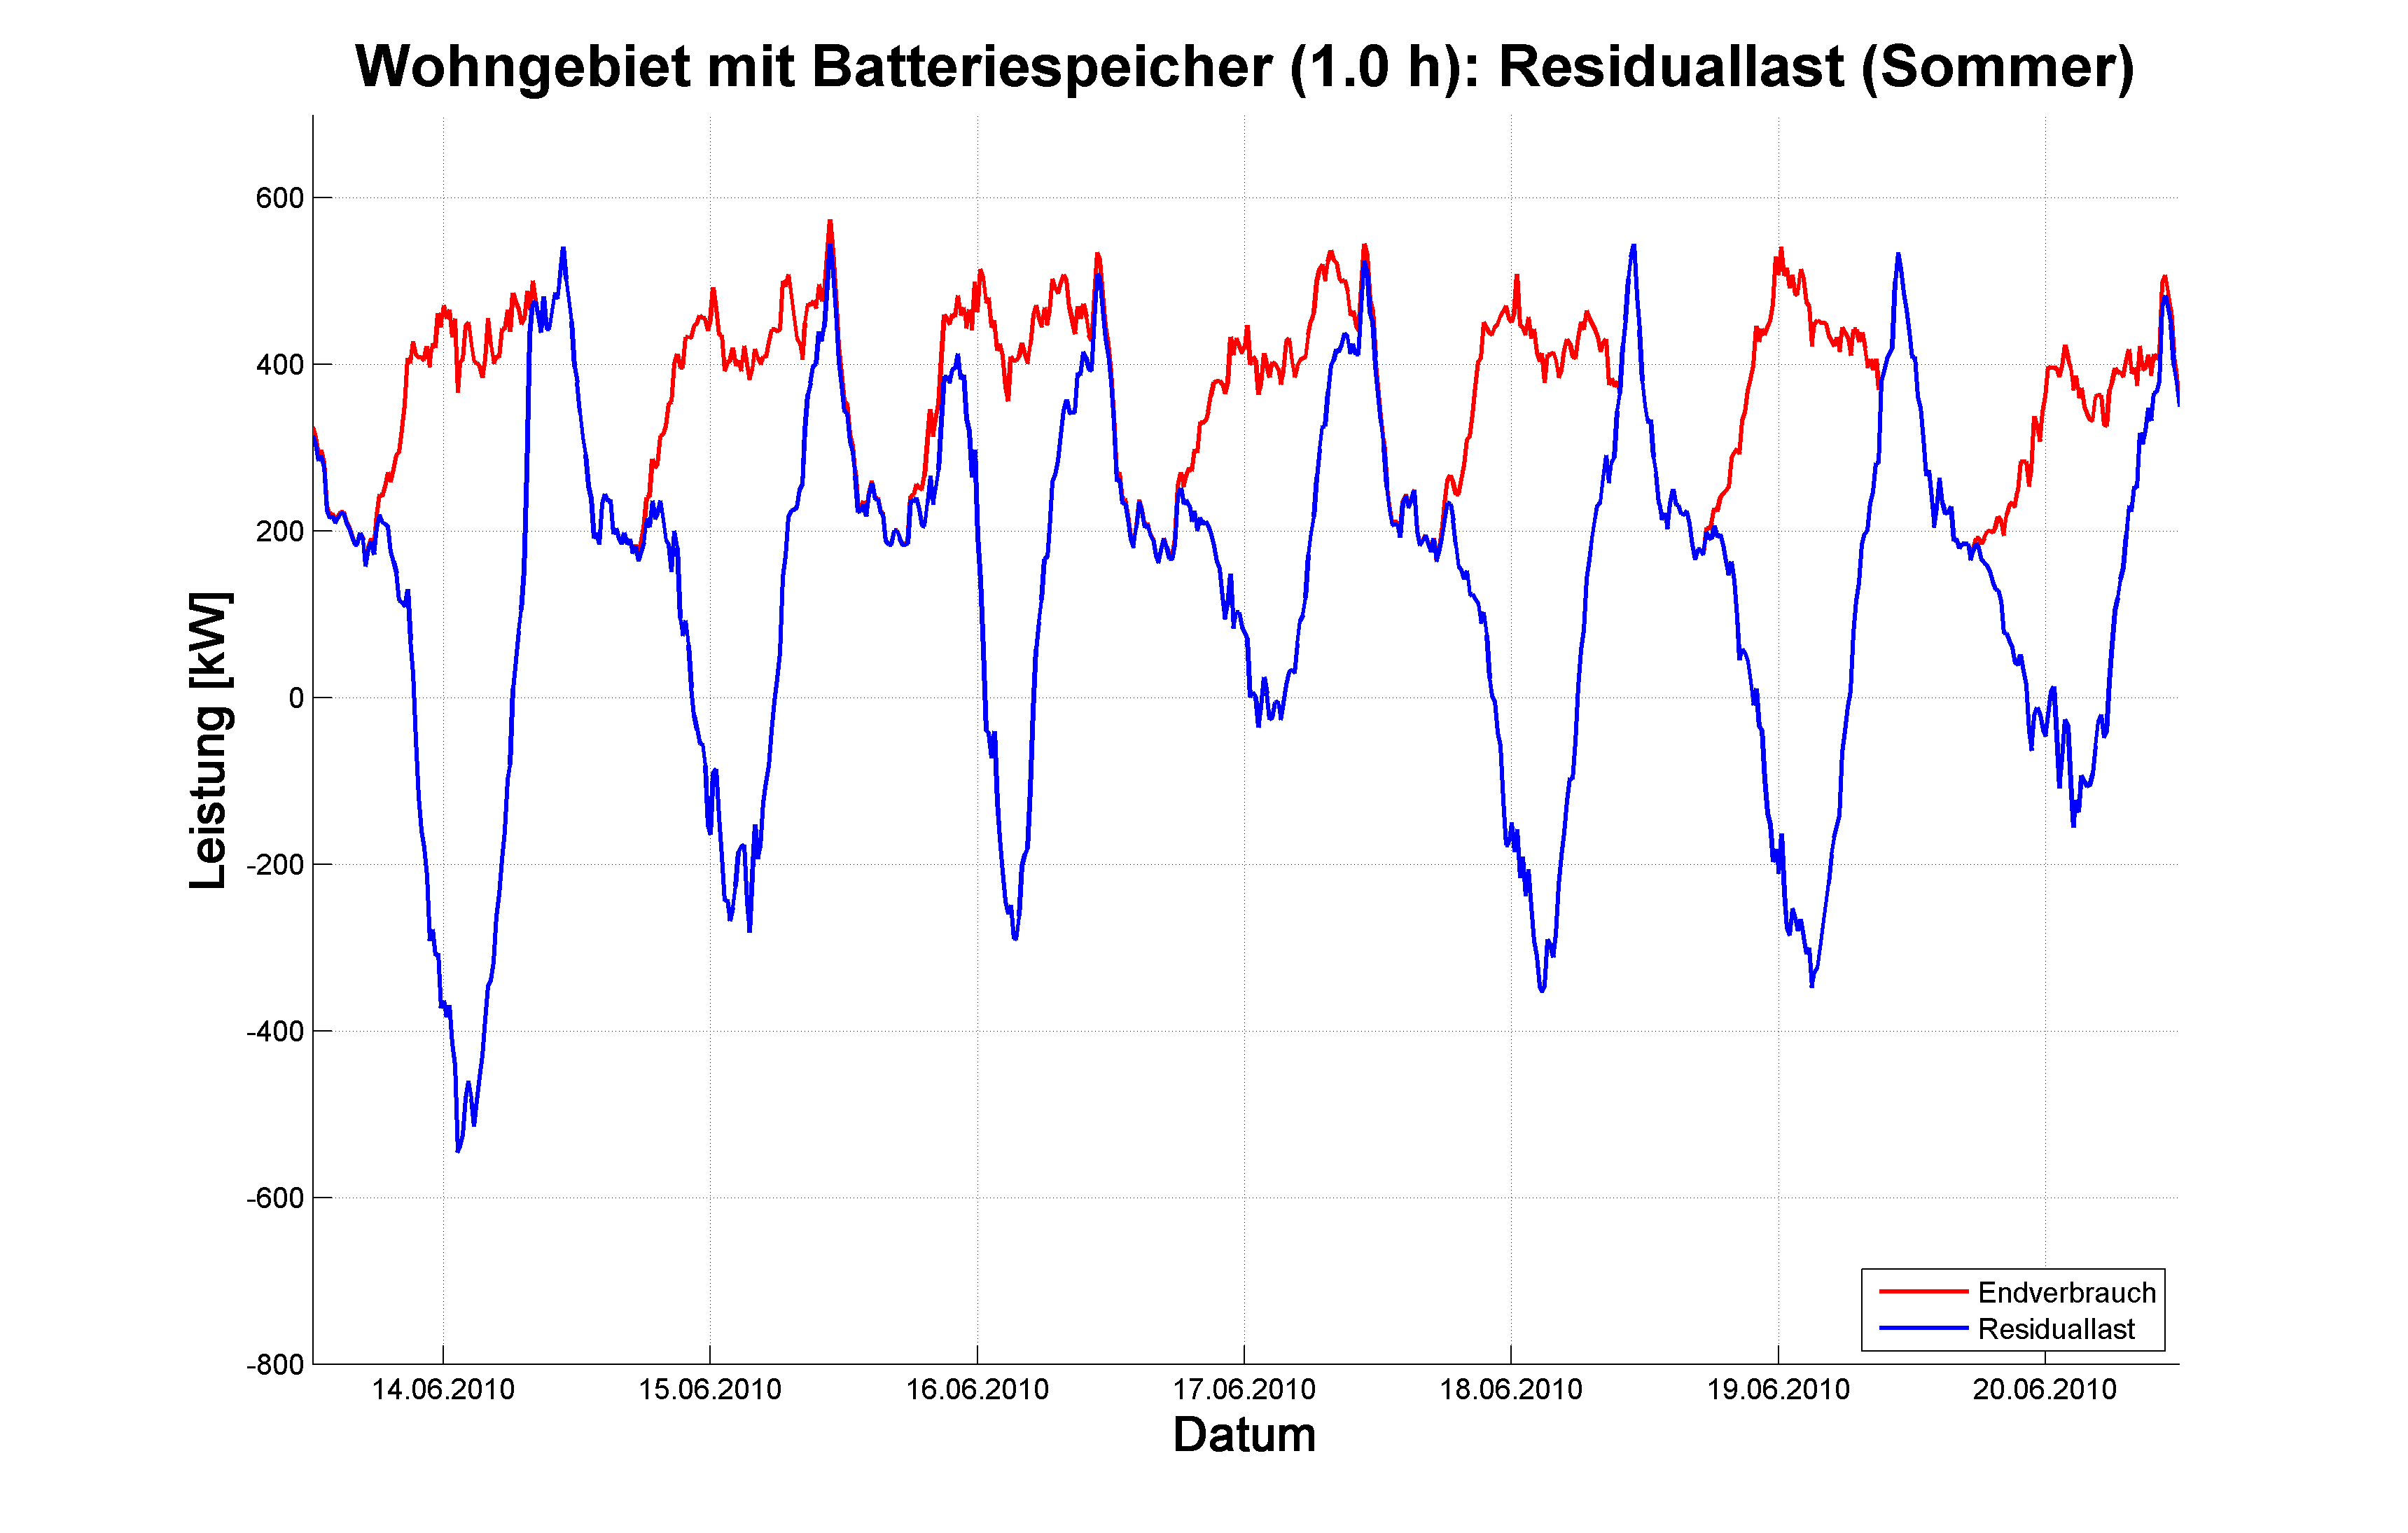 Wohngebiet mit Batteriespeicher (1.0 h): Residuallast (Sommer)
600
400
200
0
-200
-400
-600
-800
Leistung [kW]
14.06.2010 15.06.2010 16.06.2010 17.06.2010 18.06.2010 19.06.2010 20.06.2010
Datum
Endverbrauch
Residuallast